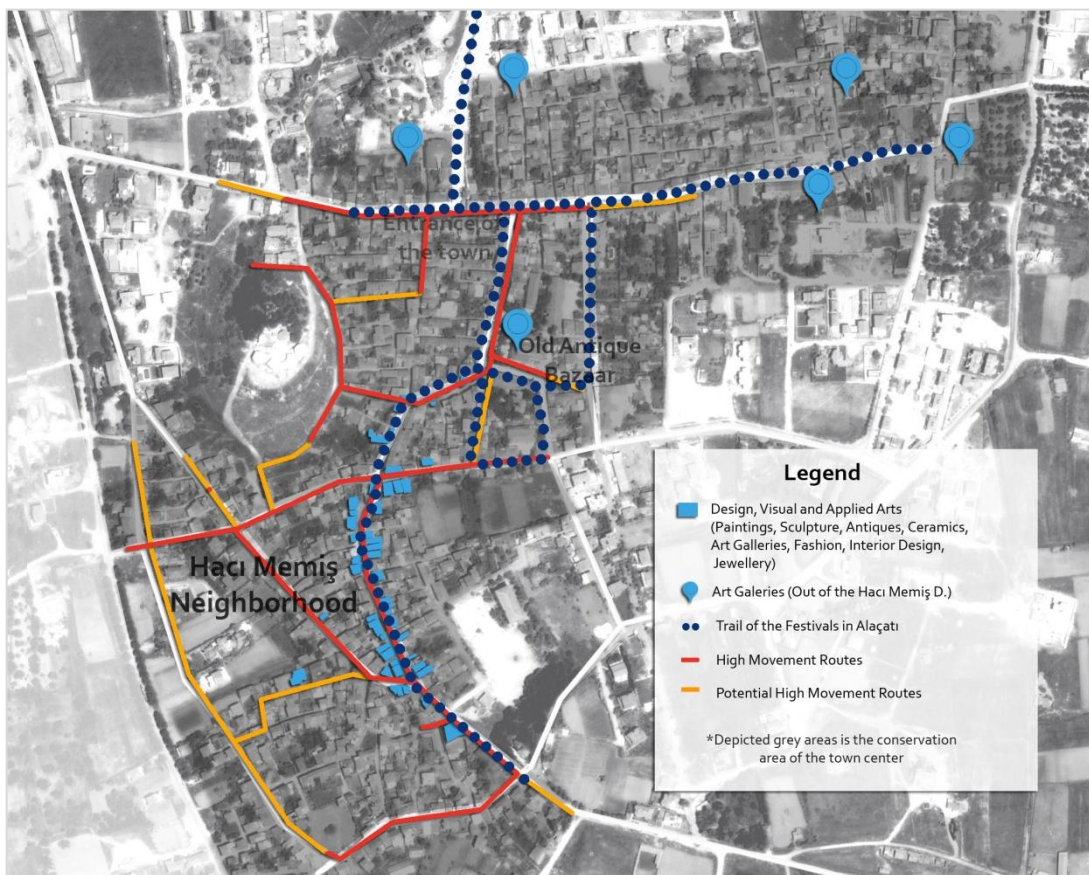 Entrance of
the town
Old Antique
Bazaar
Hacı Memiş
Neighborhood
Legend
Design, Visual and Applied Arts
(Paintings, Sculpture, Antiques, Ceramics,
Art Galleries, Fashion, Interior Design,
Jewellery)
Art Galeries (Out of the Hacı Memiş D.)
Trail of the Festivals in Alaçatı
High Movement Routes
Potential High Movement Routes
*Depicted grey areas is the conservation
area of the town center